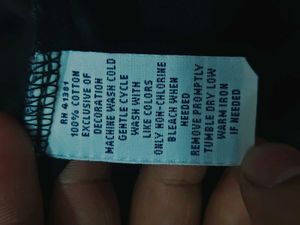 RN 41381
100% COTTON
EXCLUSIVE OF
DECORATION
MACHINE WASH COLD
GENTLE CYCLE
WASH WITH
LIKE COLORS
ONLY NON-CHLORINE
BLEACH WHEN
NEEDED
REMOVE PROMPTLY
TUMBLE DRY LOW
WARM IRON
IF NEEDED